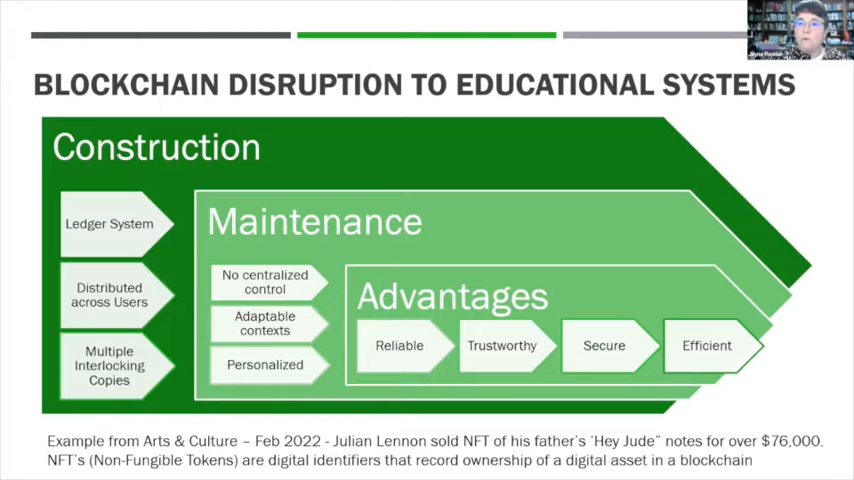 BLOCKCHAIN DISRUPTION TO EDUCATIONAL SYSTEMS
Construction
Ledger System
Distributed
across Users
Multiple
Interlocking
Copies
Maintenance
No centralized
control
Adaptable
contexts
Personalized
Advantages
Reliable
Trustworthy
Secure
Efficient
Example from Arts & Culture – Feb 2022 - Julian Lennon sold NFT of his father's 'Hey Jude" notes for over $76,000.
NFT's (Non-Fungible Tokens) are digital identifiers that record ownership of a digital asset in a blockchain